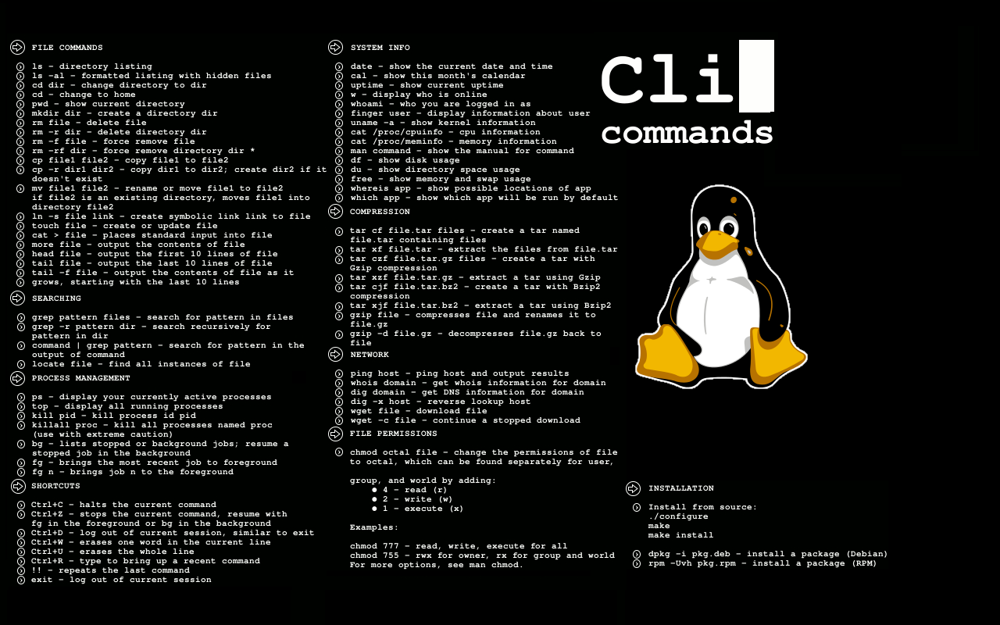 FILE COMMANDS
ls - directory listing
ls -al - formatted listing with hidden files
cd dir - change directory to dir
cd - change to home
pwd - show current directory
mkdir dir - create a directory dir
rm file - delete file
rm -r dir - delete directory dir
rm -f file - force remove file
rm -rf dir - force remove directory dir *
cp file1 file2 - copy file1 to file2
cp -r dir1 dir2 - copy dir1 to dir2; create dir2 if it
doesn't exist
mv file1 file2 - rename or move file1 to file2
if file2 is an existing directory, moves file1 into
directory file2
ln -s file link - create symbolic link link to file
touch file - create or update file
cat > file - places standard input into file
more file - output the contents of file
head file - output the first 10 lines of file
tail file - output the last 10 lines of file
tail -f file - output the contents of file as it
grows, starting with the last 10 lines
SEARCHING
grep pattern files - search for pattern in files
grep -r pattern dir - search recursively for
pattern in dir
command | grep pattern - search for pattern in the
output of command
locate file - find all instances of file
PROCESS MANAGEMENT
ps - display your currently active processes
top - display all running processes
kill pid - kill process id pid
killall proc - kill all processes named proc
(use with extreme caution)
bg - lists stopped or background jobs; resume a
stopped job in the background
fg - brings the most recent job to foreground
fg n - brings job n to the foreground
SHORTCUTS
Ctrl+C - halts the current command
Ctrl+Z - stops the current command, resume with
fg in the foreground or bg in the background
Ctrl+D - log out of current session, similar to exit
Ctrl+W - erases one word in the current line
Ctrl+U - erases the whole line
Ctrl+R - type to bring up a recent command
!! - repeats the last command
exit - log out of current session
SYSTEM INFO
date - show the current date and time
cal - show this month's calendar
uptime - show current uptime
w - display who is online
whoami - who you are logged in as
finger user - display information about user
uname -a - show kernel information
cat /proc/cpuinfo - cpu information
cat /proc/meminfo - memory information
man command - show the manual for command
df - show disk usage
du - show directory space usage
free - show memory and swap usage
whereis app - show possible locations of app
which app - show which app will be run by default
COMPRESSION
tar cf file.tar files - create a tar named
file.tar containing files
tar xf file.tar - extract the files from file.tar
tar czf file.tar.gz files - create a tar with
Gzip compression
tar xzf file.tar.gz - extract a tar using Gzip
tar cjf file.tar.bz2 - create a tar with Bzip2
compression
tar xjf file.tar.bz2 - extract a tar using Bzip2
gzip file - compresses file and renames it to
file.gz
gzip -d file.gz - decompresses file.gz back to
file
NETWORK
ping host - ping host and output results
whois domain - get whois information for domain
dig domain - get DNS information for domain
dig -x host - reverse lookup host
wget file - download file
wget -c file - continue a stopped download
FILE PERMISSIONS
chmod octal file - change the permissions of file
to octal, which can be found separately for user,
group, and world by adding:
● 4 - read (r)
● 2 - write (w)
● 1 - execute (x)
Examples:
chmod 777 - read, write, execute for all
chmod 755 - rwx for owner, rx for group and world
For more options, see man chmod.
Cli
commands
INSTALLATION
Install from source:
./configure
make
make install
dpkg -i pkg.deb - install a package (Debian)
rpm -Uvh pkg.rpm - install a package (RPM)